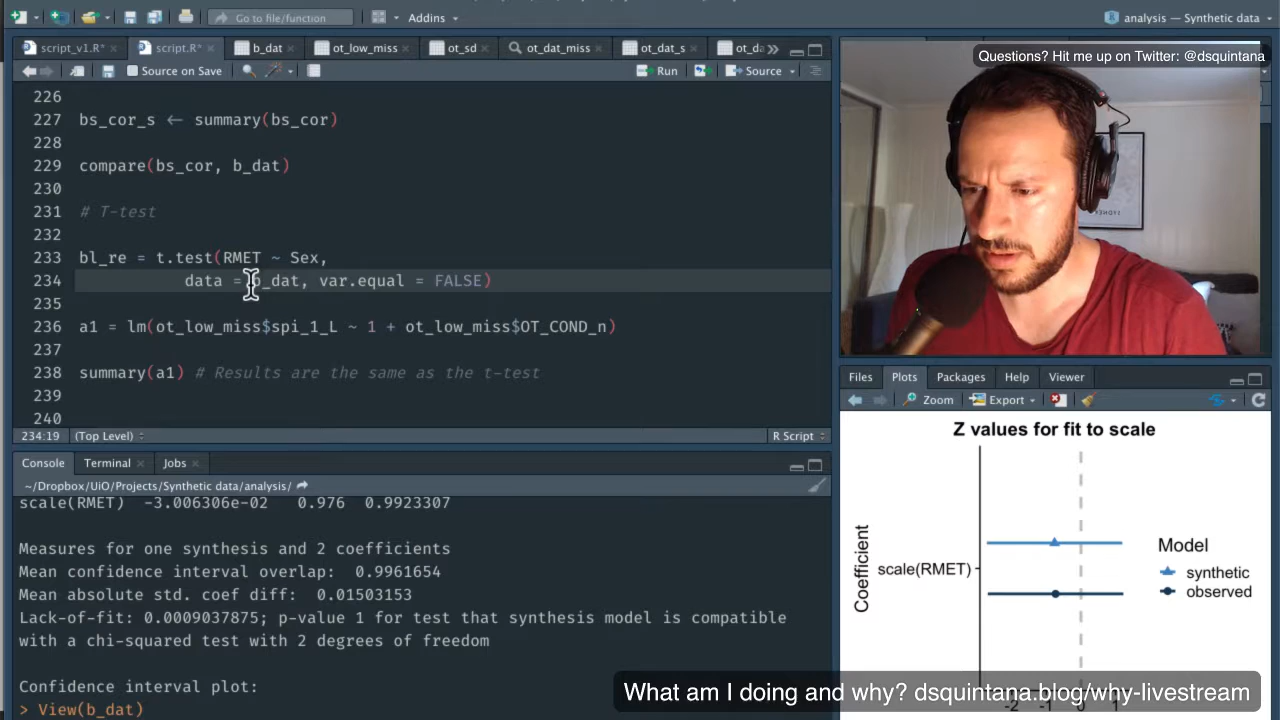 Go to file/function
Addins
analysis — Synthetic data
script_v1.R*
script.R*
b_dat
ot_low_miss
ot_sd
ot_dat_miss
ot_dat_s
ot_da
Questions? Hit me up on Twitter: @dsquintana
Source on Save
Run
Source
226
227 bs_cor_s <- summary(bs_cor)
228
229 compare(bs_cor, b_dat)
230
231 # T-test
232
233 bl_re = t.test(RMET ~ Sex,
234 data = b_dat, var.equal = FALSE)
235
236 a1 = lm(ot_low_miss$spi_1_L ~ 1 + ot_low_miss$OT_COND_n)
237
238 summary(a1) # Results are the same as the t-test
239
240
234:19 (Top Level) R Script
Console Terminal Jobs
~/Dropbox/UiO/Projects/Synthetic data/analysis/
scale(RMET) -3.006306e-02 0.976 0.9923307
Measures for one synthesis and 2 coefficients
Mean confidence interval overlap: 0.9961654
Mean absolute std. coef diff: 0.01503153
Lack-of-fit: 0.0009037875; p-value 1 for test that synthesis model is compatible
with a chi-squared test with 2 degrees of freedom
Confidence interval plot:
> View(b_dat)
Files Plots Packages Help Viewer
Zoom Export
Z values for fit to scale
Coefficient
scale(RMET)
Model
synthetic
observed
-2 -1 0 1
What am I doing and why? dsquintana.blog/why-livestream